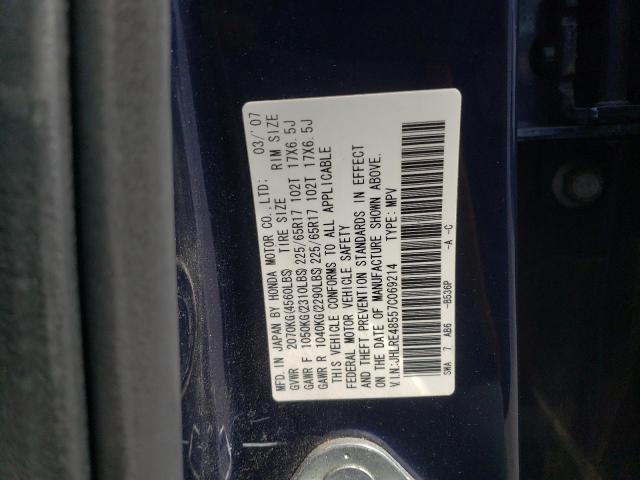 MFD. IN JAPAN BY HONDA MOTOR CO., LTD. 03/'07
GVWR 2070KG(4560LBS) TIRE SIZE RIM SIZE
GAWR F 1050KG(2310LBS) 225/65R17 102T 17X6.5J
GAWR R 1040KG(2290LBS) 225/65R17 102T 17X6.5J
THIS VEHICLE CONFORMS TO ALL APPLICABLE
FEDERAL MOTOR VEHICLE SAFETY
AND THEFT PREVENTION STANDARDS IN EFFECT
ON THE DATE OF MANUFACTURE SHOWN ABOVE.
V.I.N.:JHLRE48557C069214 TYPE: MPV
SWA 7 AB6 -B536P -A -C